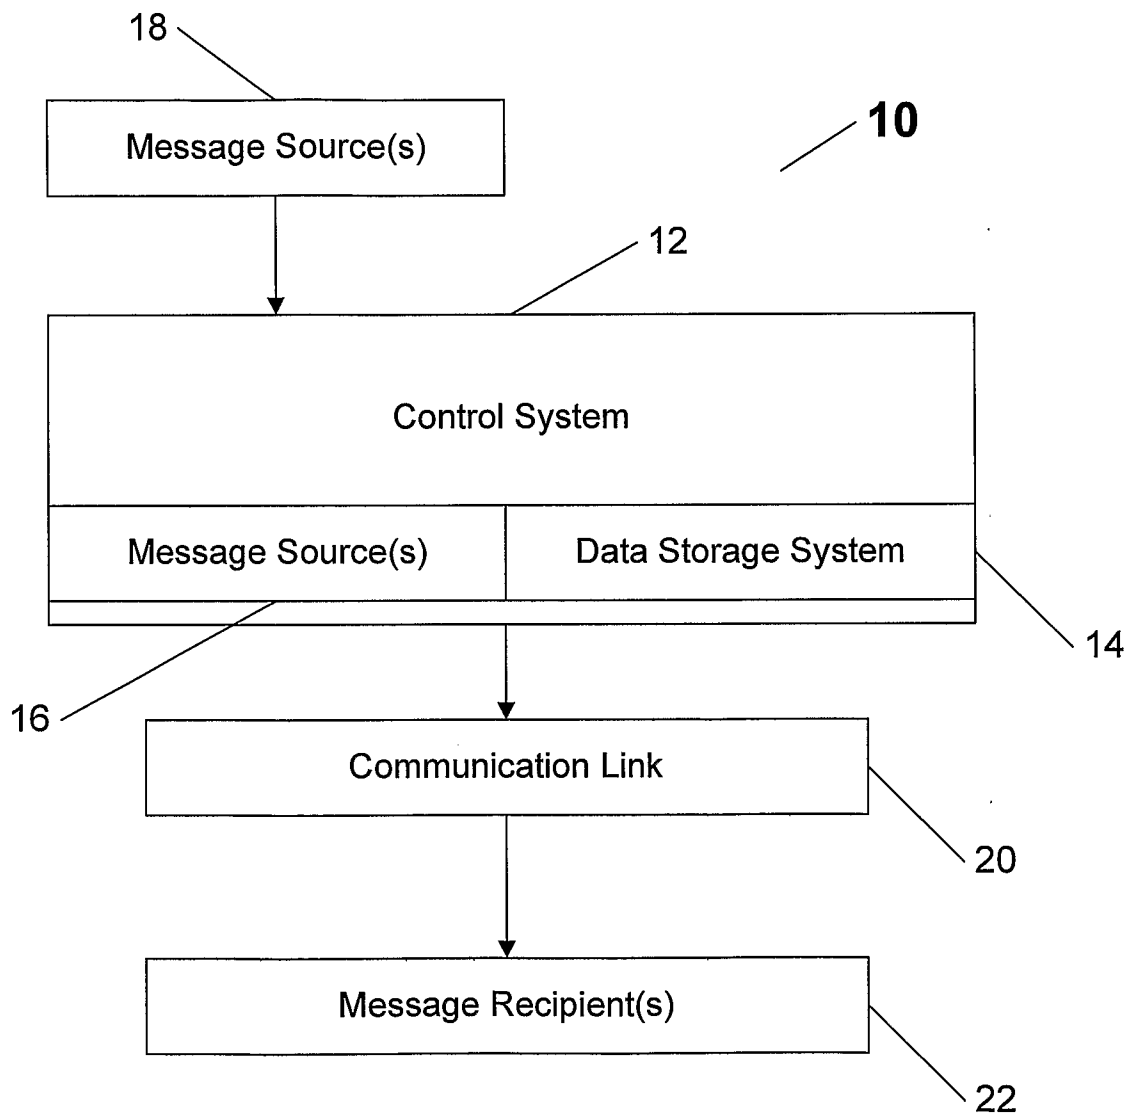 18
Message Source(s)
10
12
Control System
Message Source(s)
Data Storage System
14
16
Communication Link
20
Message Recipient(s)
22